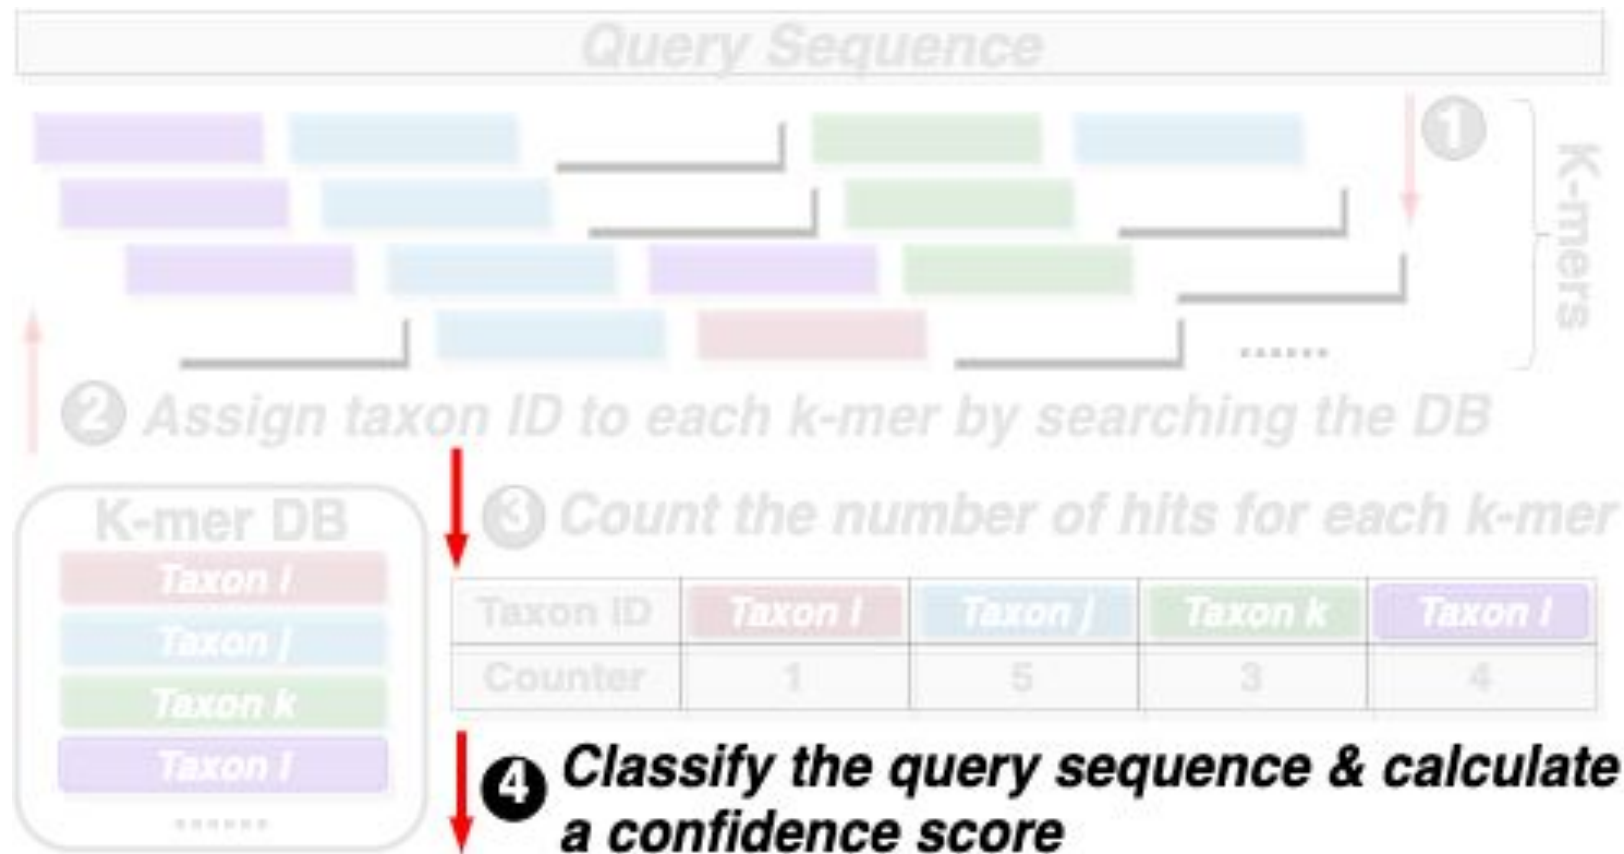 Query Sequence
1
K-mers
2 Assign taxon ID to each k-mer by searching the DB
K-mer DB
Taxon i
Taxon j
Taxon k
Taxon l
......
3 Count the number of hits for each k-mer
Taxon ID Taxon i Taxon j Taxon k Taxon l
Counter 1 5 3 4
4 Classify the query sequence & calculate
a confidence score
......